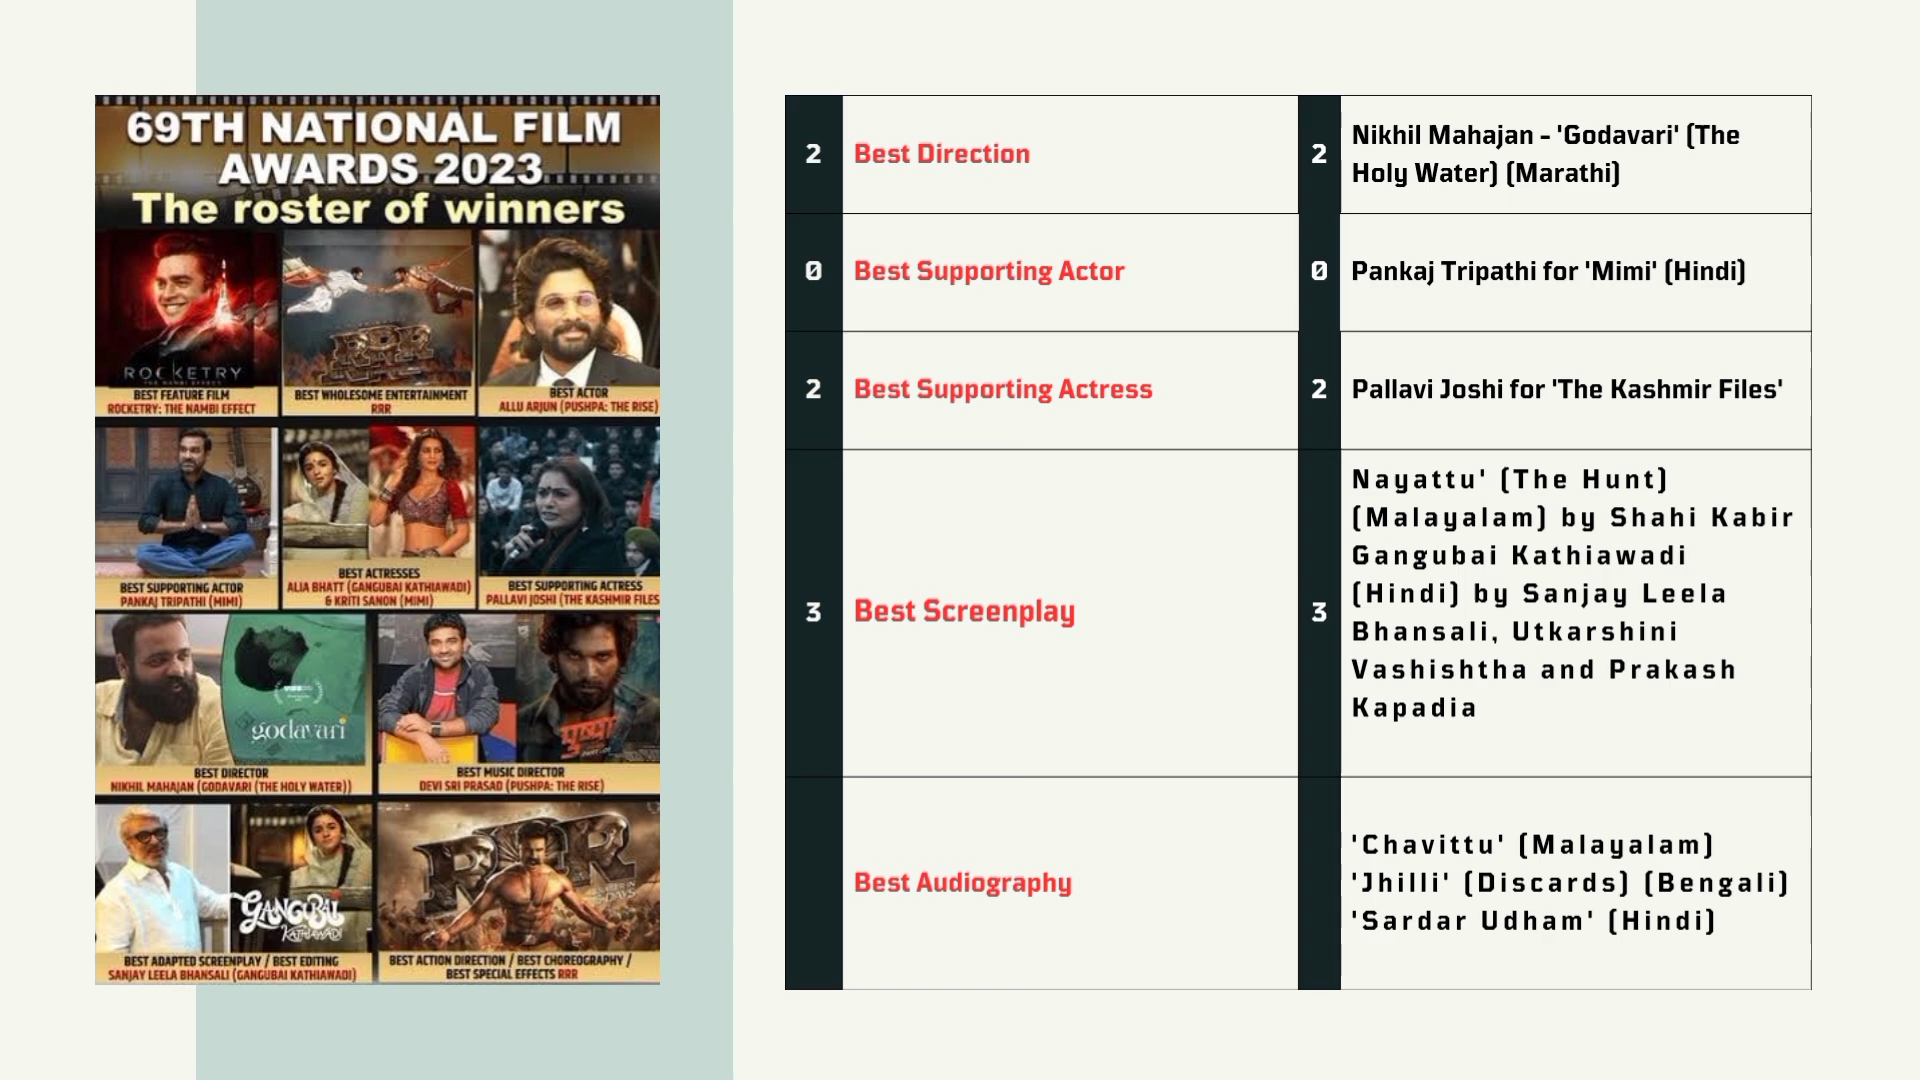 69TH NATIONAL FILM
AWARDS 2023
The roster of winners
ROCKETRY
THE NAMBI EFFECT
BEST FEATURE FILM
ROCKETRY: THE NAMBI EFFECT
RRR
BEST WHOLESOME ENTERTAINMENT
RRR
BEST ACTOR
ALLU ARJUN (PUSHPA: THE RISE)
BEST SUPPORTING ACTOR
PANKAJ TRIPATHI (MIMI)
BEST ACTRESSES
ALIA BHATT (GANGUBAI KATHIAWADI)
& KRITI SANON (MIMI)
BEST SUPPORTING ACTRESS
PALLAVI JOSHI (THE KASHMIR FILES
godavari
BEST DIRECTOR
NIKHIL MAHAJAN (GODAVARI (THE HOLY WATER))
पुष्पा
BEST MUSIC DIRECTOR
DEVI SRI PRASAD (PUSHPA: THE RISE)
GANGUBAI
KATHIAWADI
BEST ADAPTED SCREENPLAY / BEST EDITING
SANJAY LEELA BHANSALI (GANGUBAI KATHIAWADI)
RRR
DAYS
BEST ACTION DIRECTION / BEST CHOREOGRAPHY /
BEST SPECIAL EFFECTS RRR
2
Best Direction
2
Nikhil Mahajan - 'Godavari' (The
Holy Water) (Marathi)
0
Best Supporting Actor
0
Pankaj Tripathi for 'Mimi' (Hindi)
2
Best Supporting Actress
2
Pallavi Joshi for 'The Kashmir Files'
3
Best Screenplay
3
Nayattu' (The Hunt)
(Malayalam) by Shahi Kabir
Gangubai Kathiawadi
(Hindi) by Sanjay Leela
Bhansali, Utkarshini
Vashishtha and Prakash
Kapadia
Best Audiography
'Chavittu' (Malayalam)
'Jhilli' (Discards) (Bengali)
'Sardar Udham' (Hindi)